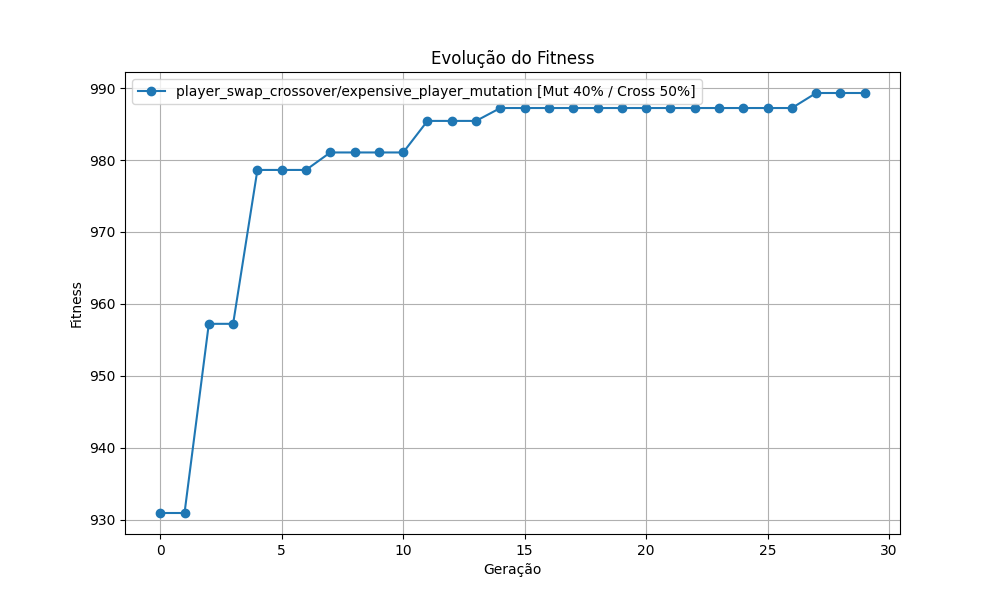 Evolução do Fitness
player_swap_crossover/expensive_player_mutation [Mut 40% / Cross 50%]
990
980
970
960
950
940
930
Fitness
0 5 10 15 20 25 30
Geração